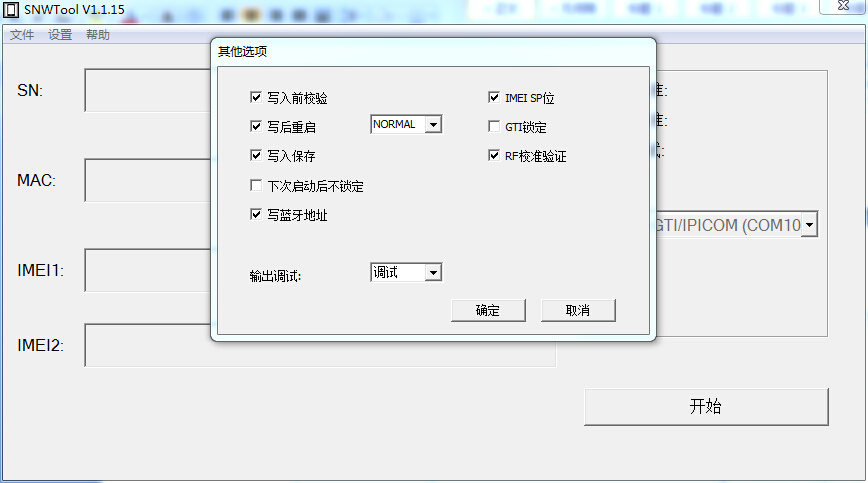 SNWTool V1.1.15
文件 设置 帮助
其他选项
SN:
写入前校验
IMEI SP位
准:
写后重启
NORMAL
GTI锁定
准:
写入保存
RF校准验证
式:
MAC:
下次启动后不锁定
写蓝牙地址
GTI/IPICOM (COM10
IMEI1:
输出调试:
调试
确定
取消
IMEI2:
开始